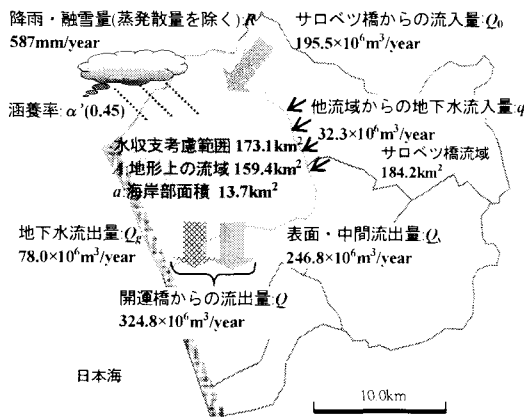 降雨・融雪量(蒸発散量を除く):R
587mm/year
サロベツ橋からの流入量:Q₀
195.5×10⁶m³/year
涵養率:α'(0.45)
他流域からの地下水流入量:q
32.3×10⁶m³/year
水収支考慮範囲 173.1km²
A:地形上の流域 159.4km²
a:海岸部面積 13.7km²
サロベツ橋流域
184.2km²
地下水流出量:Qg
78.0×10⁶m³/year
表面・中間流出量:Qs
246.8×10⁶m³/year
開運橋からの流出量:Q
324.8×10⁶m³/year
日本海
10.0km